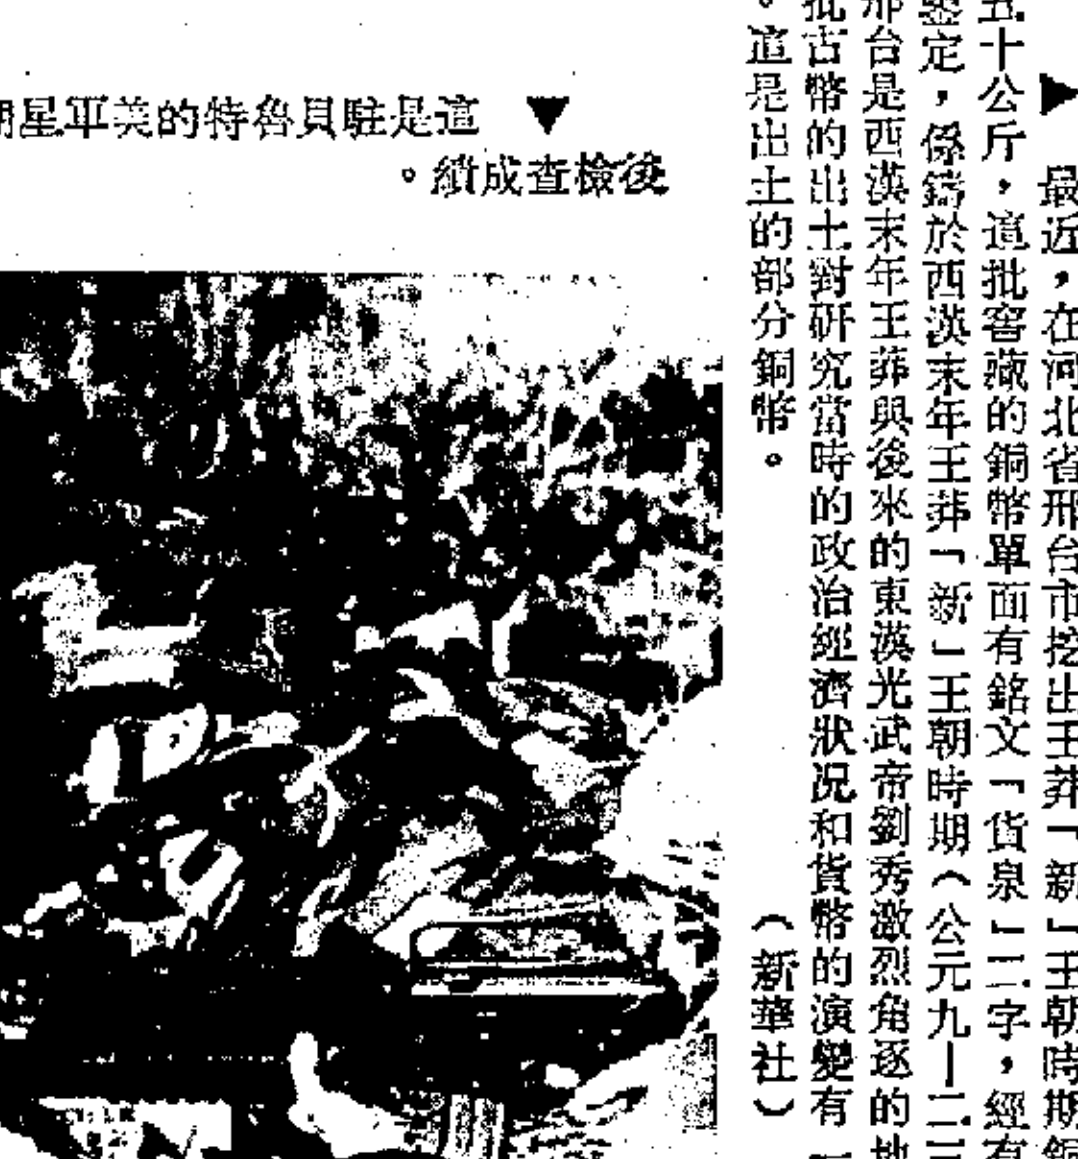 ▶ 最近，在河北省邢台市挖出王莽「新」王朝時期銅
五十公斤，這批窖藏的銅幣單面有銘文「貨泉」二字，經有
鑒定，係鑄於西漢末年王莽「新」王朝時期（公元九—二三
邢台是西漢末年王莽與後來的東漢光武帝劉秀激烈角逐的地
批古幣的出土對研究當時的政治經濟狀况和貨幣的演變有一
。這是出土的部分銅幣。 （新華社）
▼ 這是駐貝魯特的美軍星期
後檢查成績。